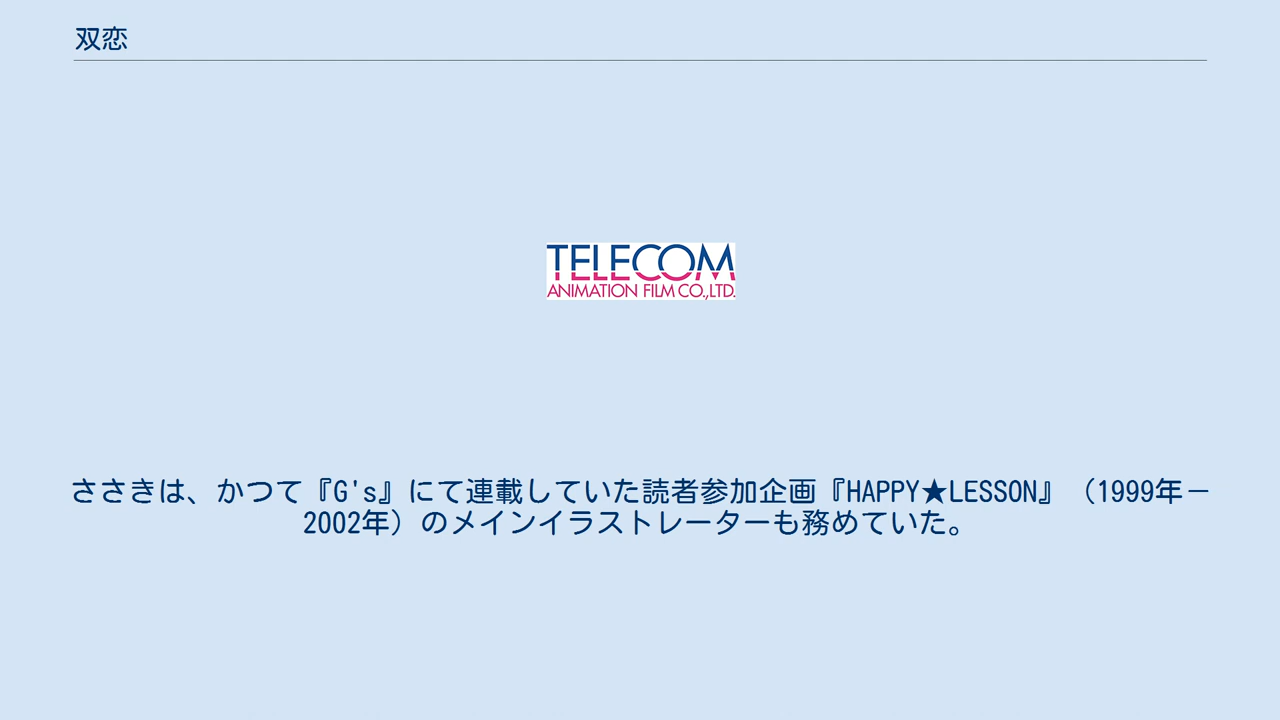 双恋
TELECOM
ANIMATION FILM CO.,LTD.
ささきは、かつて『G's』にて連載していた読者参加企画『HAPPY★LESSON』（1999年－
2002年）のメインイラストレーターも務めていた。